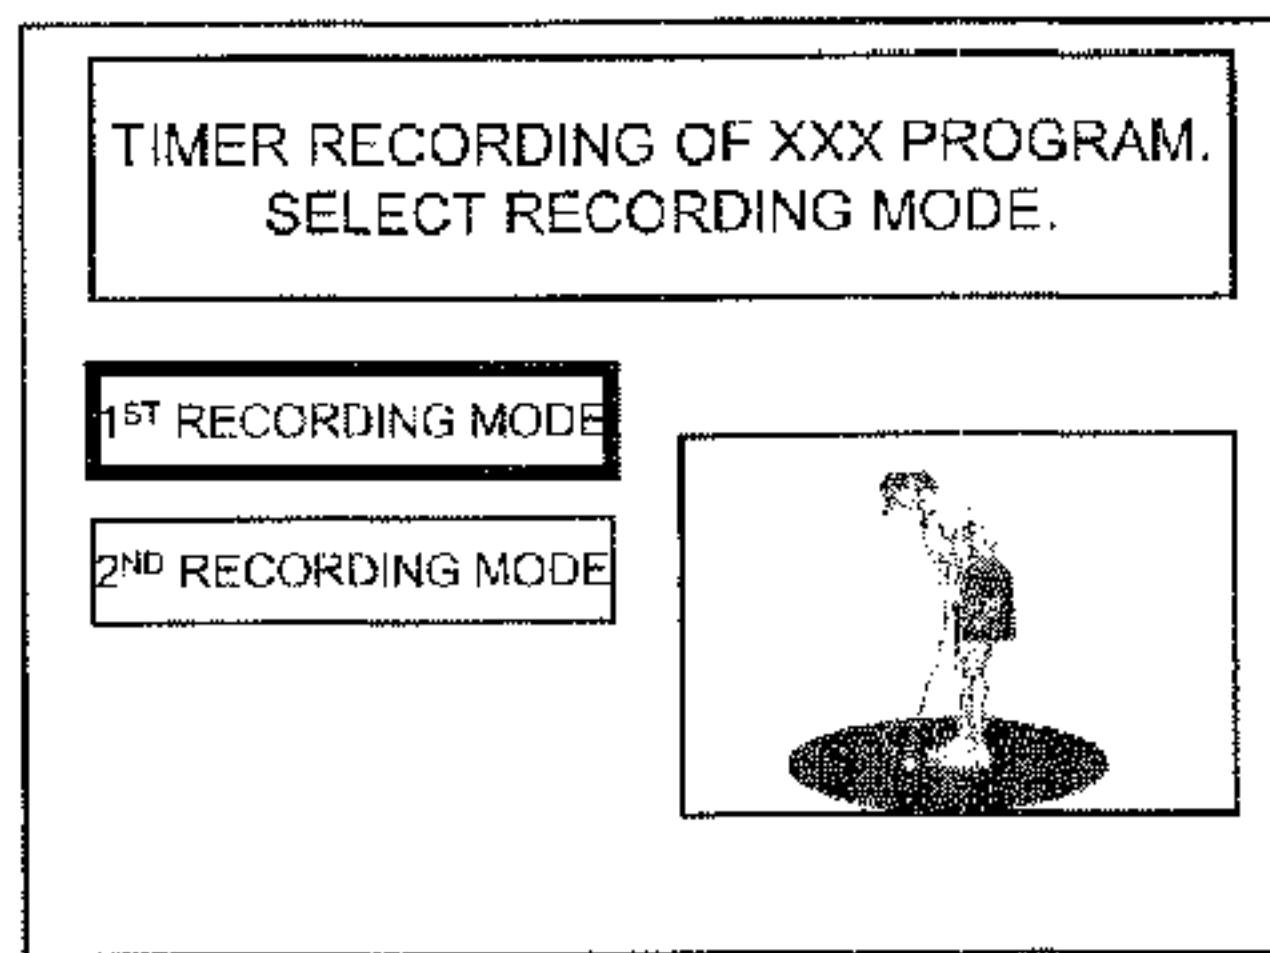 TIMER RECORDING OF XXX PROGRAM.
SELECT RECORDING MODE.
1ST RECORDING MODE
2ND RECORDING MODE